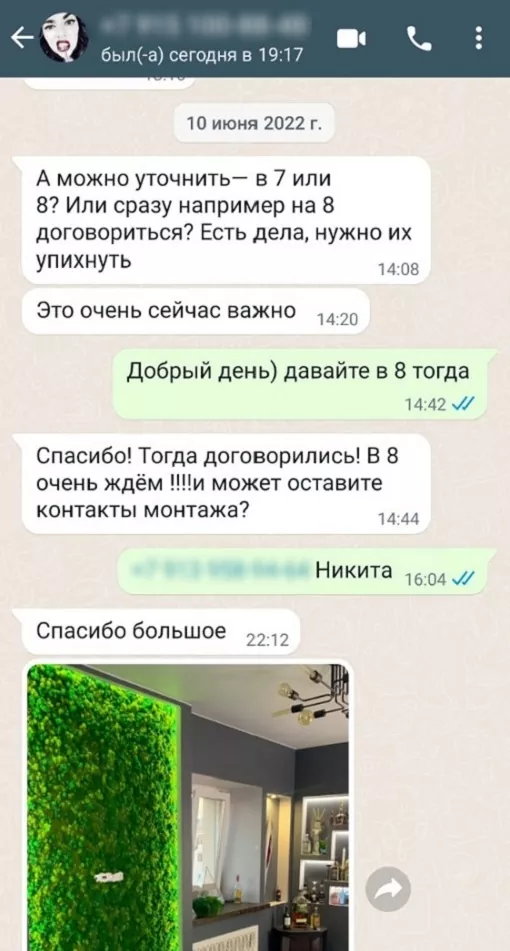 был(-а) сегодня в 19:17
10 июня 2022 г.
А можно уточнить— в 7 или
8? Или сразу например на 8
договориться? Есть дела, нужно их
упихнуть
14:08
Это очень сейчас важно
14:20
Добрый день) давайте в 8 тогда
14:42
Спасибо! Тогда договорились! В 8
очень ждём !!!!и может оставите
контакты монтажа?
14:44
Никита
16:04
Спасибо большое
22:12